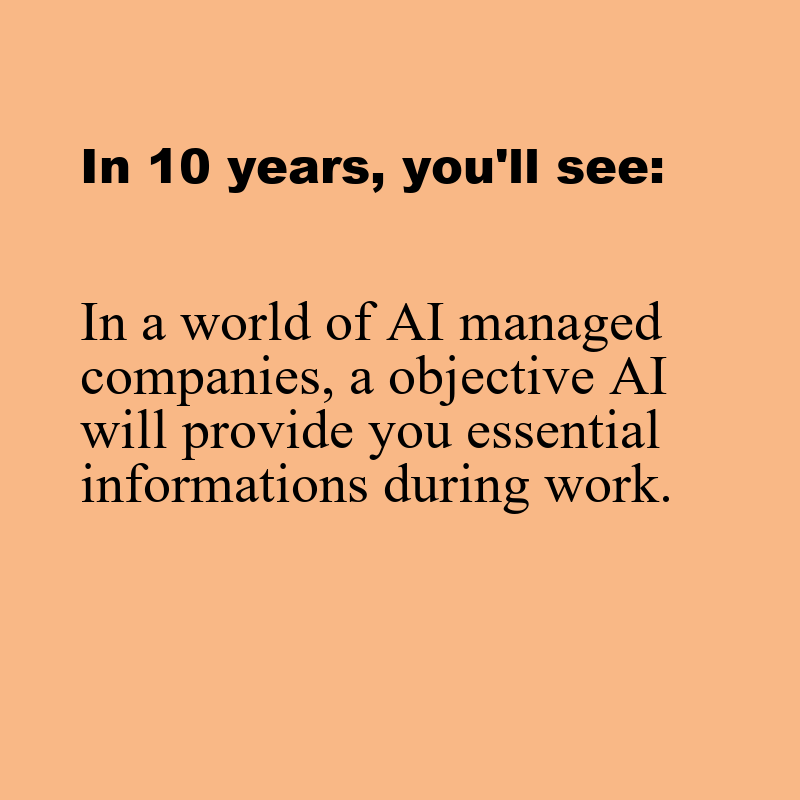 In 10 years, you'll see:
In a world of AI managed
companies, a objective AI
will provide you essential
informations during work.